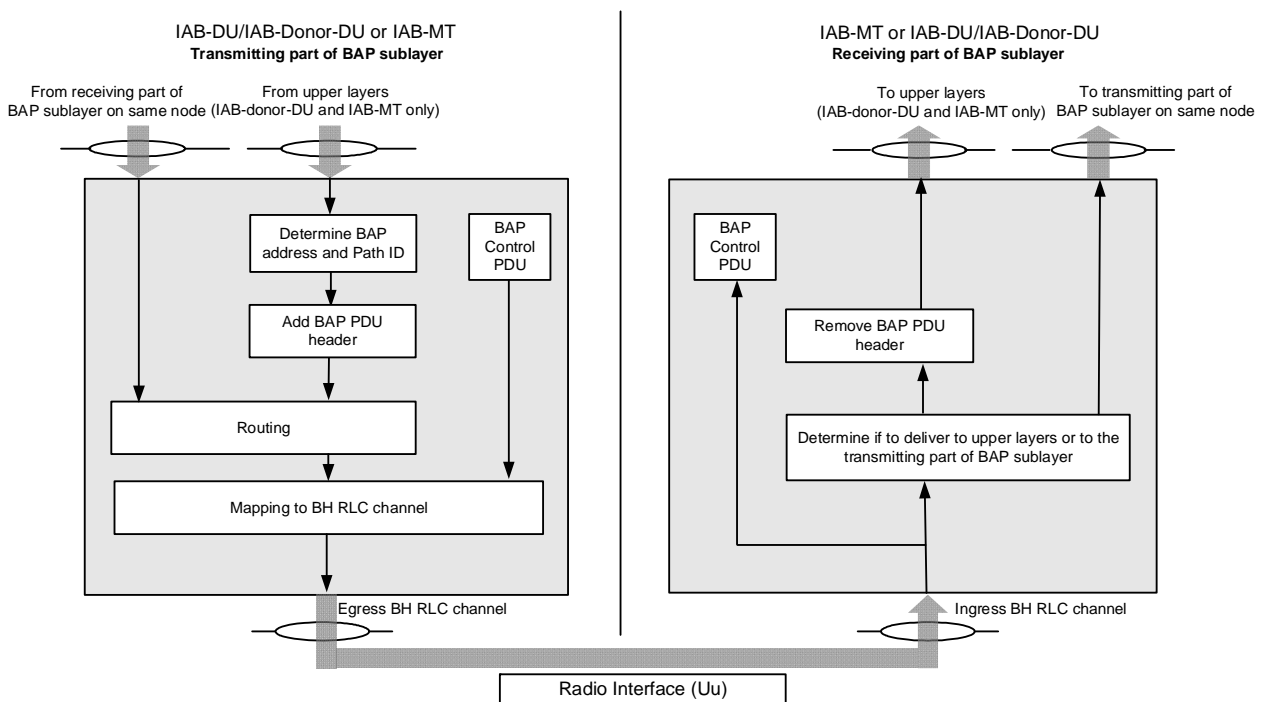 IAB-DU/IAB-Donor-DU or IAB-MT
Transmitting part of BAP sublayer
From receiving part of
BAP sublayer on same node
From upper layers
(IAB-donor-DU and IAB-MT only)
Determine BAP
address and Path ID
BAP
Control
PDU
Add BAP PDU
header
Routing
Mapping to BH RLC channel
Egress BH RLC channel
IAB-MT or IAB-DU/IAB-Donor-DU
Receiving part of BAP sublayer
To upper layers
(IAB-donor-DU and IAB-MT only)
To transmitting part of
BAP sublayer on same node
BAP
Control
PDU
Remove BAP PDU
header
Determine if to deliver to upper layers or to the
transmitting part of BAP sublayer
Ingress BH RLC channel
Radio Interface (Uu)